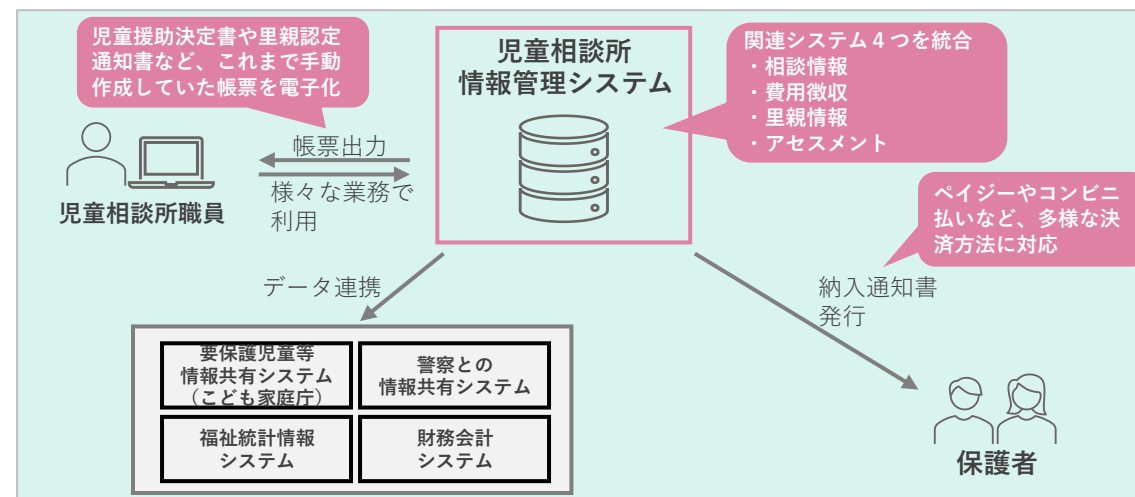 児童援助決定書や里親認定
通知書など、これまで手動
作成していた帳票を電子化
児童相談所
情報管理システム
関連システム4つを統合
・相談情報
・費用徴収
・里親情報
・アセスメント
帳票出力
様々な業務で
利用
児童相談所職員
ペイジーやコンビニ
払いなど、多様な決
済方法に対応
データ連携
納入通知書
発行
要保護児童等
情報共有システム
（こども家庭庁）
警察との
情報共有システム
福祉統計情報
システム
財務会計
システム
保護者